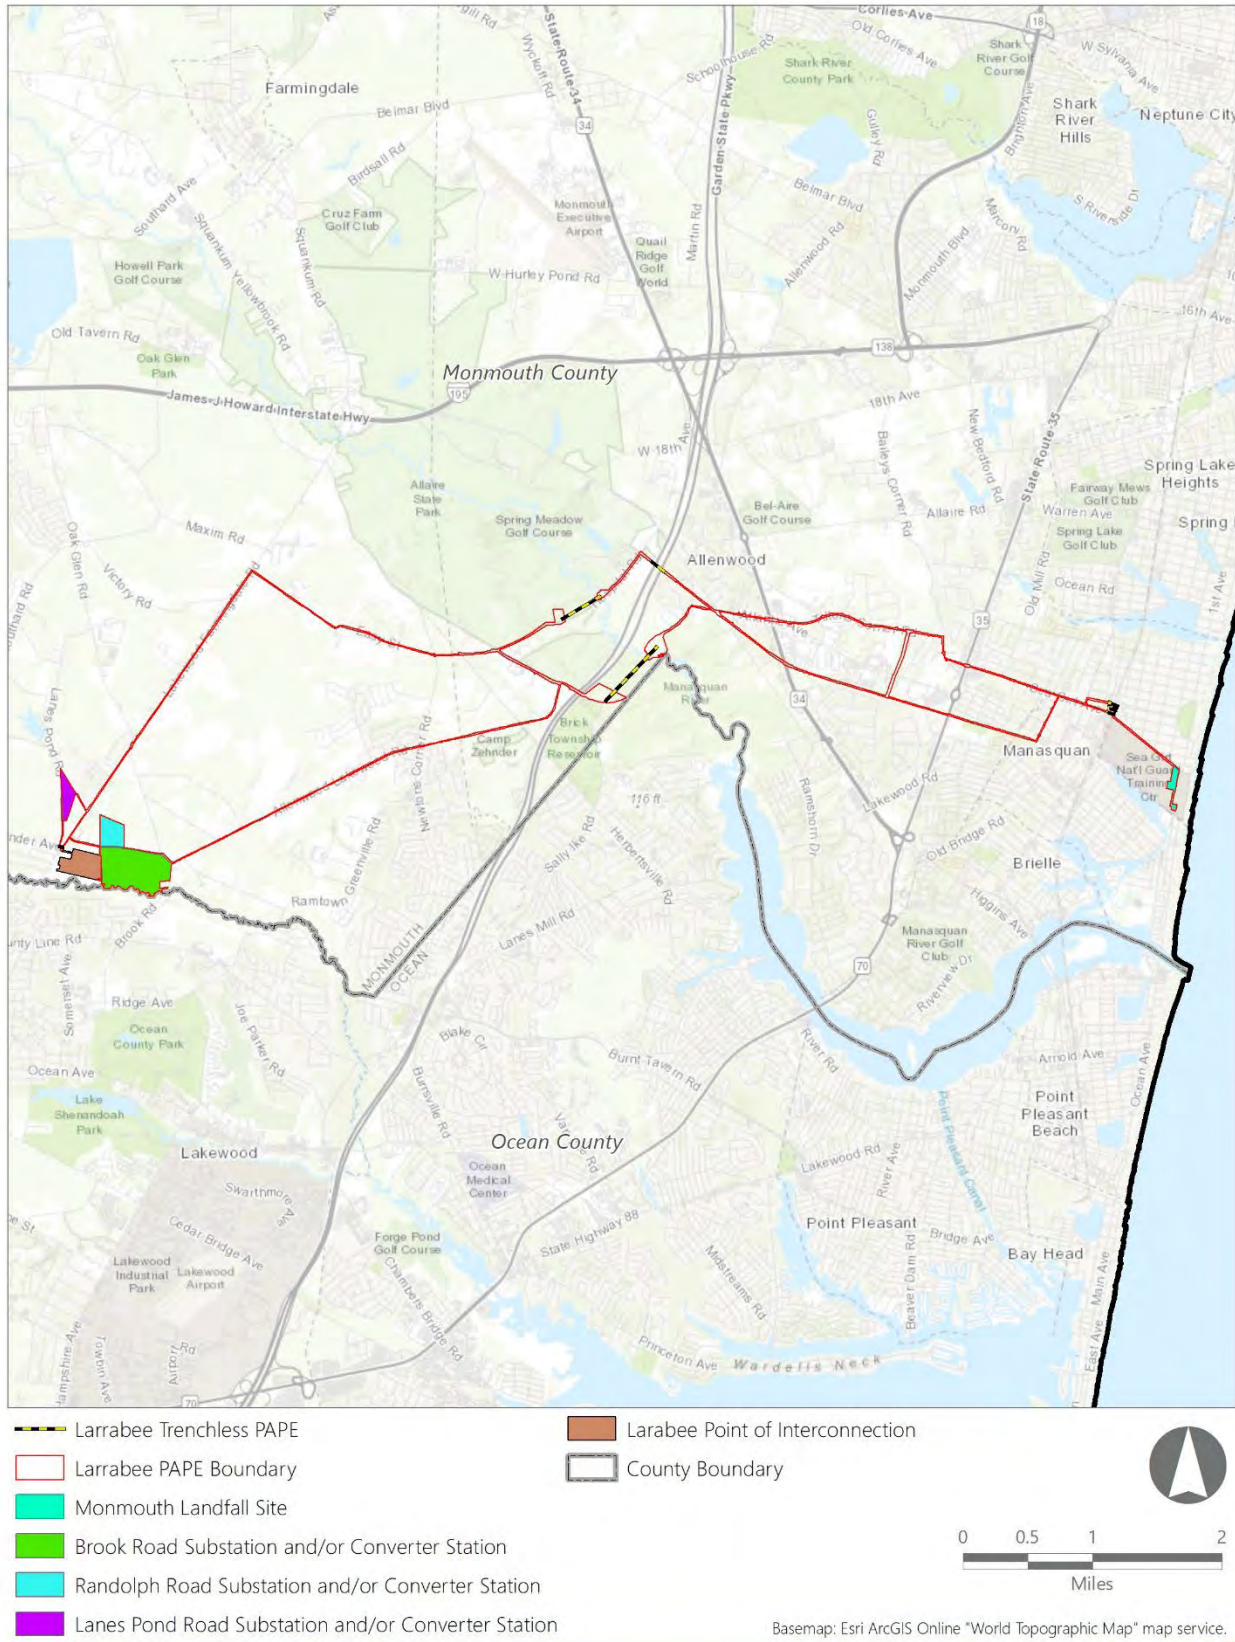 Corlies Ave
Old Corlies Ave
18
State-Route-34
Wyckoff Rd
Schoolhouse Rd
Shark River
County Park
Shark
River Golf
Course
W Sylvania Ave
Farmingdale
Belmar Blvd
34
Garden-State Pkwy
Gulley Rd
Brighton Ave
Shark
River
Hills
Neptune City
Birdsall Rd
Southard Ave
Cruz Farm
Golf Club
Monmouth
Executive
Airport
Belmar Blvd
S Riverside Dr
Squankum Yellowbrook Rd
Squankum Rd
Martin Rd
Marconi Rd
Quail
Ridge
Golf
World
Allenwood Rd
Monmouth Blvd
Howell Park
Golf Course
W Hurley Pond Rd
16th Ave
Old Tavern Rd
Oak Glen
Park
138
Monmouth County
195
James-J Howard-Interstate Hwy
18th Ave
W 18th Ave
Baileys Corner Rd
New Bedford Rd
State Route-35
Spring Lake
Heights
Allaire
State
Park
Spring Meadow
Golf Course
Bel-Aire
Golf Course
Fairway Mews
Golf Club
Warren Ave
Allaire Rd
Spring Lake
Golf Club
Maxim Rd
Oak Glen Rd
Victory Rd
Allenwood
Old Mill Rd
Ocean Rd
1st Ave
35
Lanes Pond Rd
Newtons Corner Rd
Manasquan
River
34
Brick
Township
Reservoir
Camp
Zehnder
Manasquan
Sea Girt
Nat'l Guard
Training
Ctr
116 ft
Ramshorn Dr
Lakewood Rd
Old Bridge Rd
Sally Ike Rd
Herbertsville Rd
Brielle
Greenville Rd
Ramtown
Higgins Ave
Brook Rd
Lanes Mill Rd
Manasquan
River Golf
Club
MONMOUTH
OCEAN
Somerset Ave
70
Riverview Dr
Ridge Ave
Joe Parker Rd
Ocean
County Park
Blake Cir
Burnt Tavern Rd
River Rd
Arnold Ave
Ocean Ave
Ocean Ave
Burrsville Rd
Point
Pleasant
Beach
Lake
Shenandoah
Park
Point Pleasant Canal
Ocean County
Lakewood
Lakewood Rd
River Ave
Ocean
Medical
Center
Swarthmore Ave
Cedar Bridge Ave
State Highway 88
Point Pleasant
Bridge Ave
Forge Pond
Golf Course
Bay Head
Lakewood
Industrial
Park
Lakewood
Airport
Chambers Bridge Rd
Midstreams Rd
Beaver Dam Rd
East Ave
Main Ave
Towbin Ave
Airport Rd
Princeton Ave
Wardells Neck
70
Larrabee Trenchless PAPE
Larrabee PAPE Boundary
Monmouth Landfall Site
Brook Road Substation and/or Converter Station
Randolph Road Substation and/or Converter Station
Lanes Pond Road Substation and/or Converter Station
Larabee Point of Interconnection
County Boundary
0 0.5 1 2
Miles
Basemap: Esri ArcGIS Online "World Topographic Map" map service.